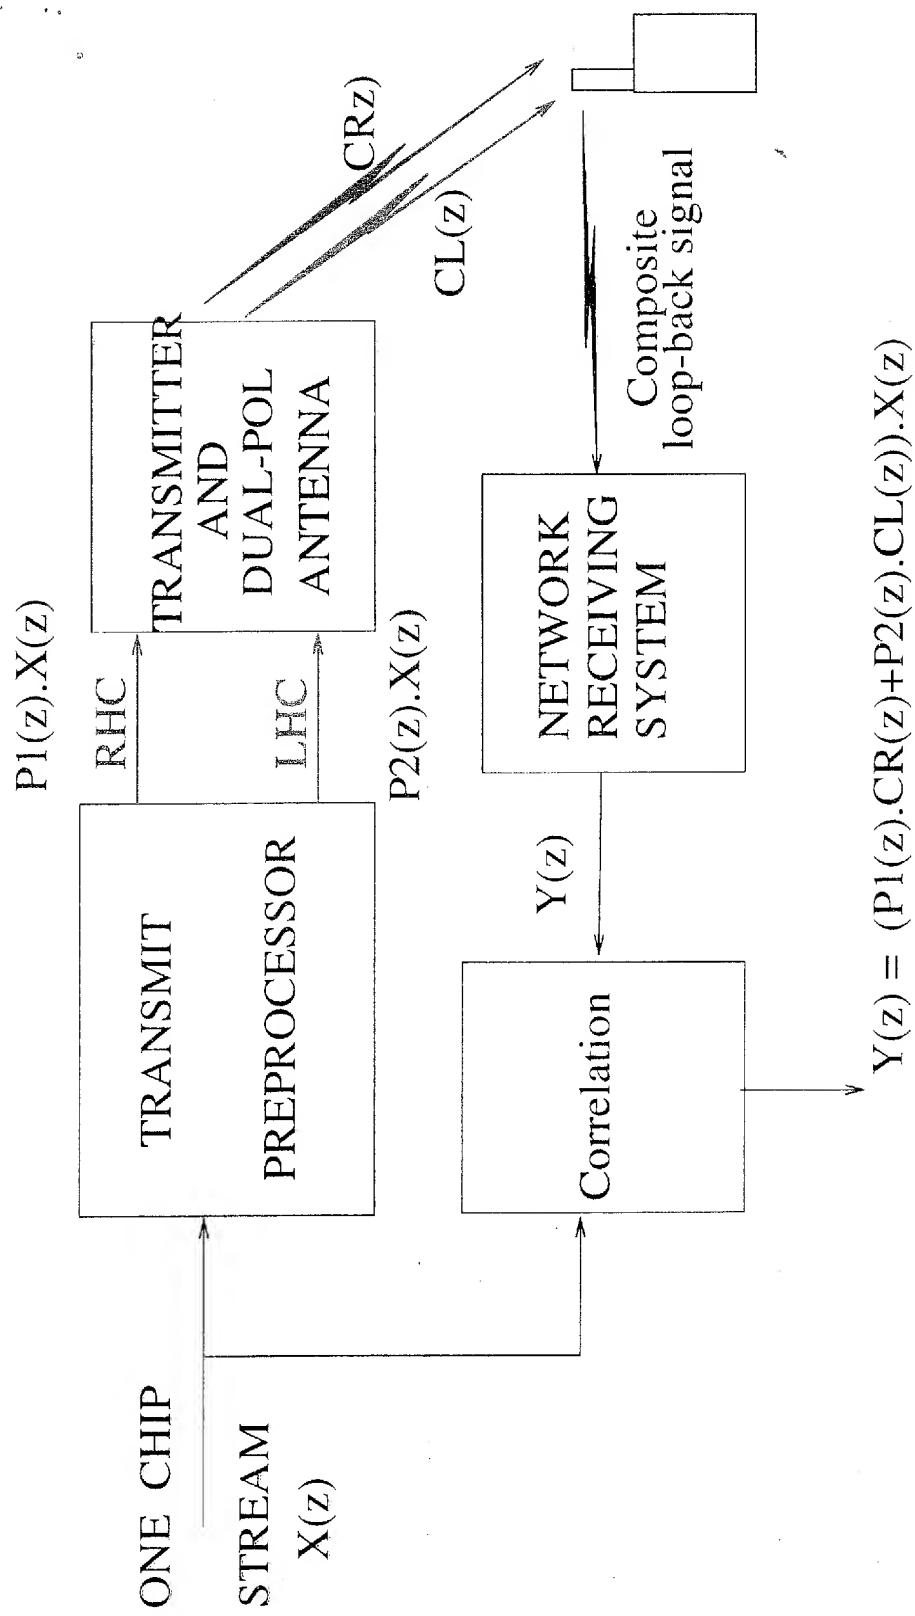 P1(z).X(z)
RHC
LHC
P2(z).X(z)
TRANSMIT
PREPROCESSOR
TRANSMITTER
AND
DUAL-POL
ANTENNA
CRz)
CL(z)
ONE CHIP
STREAM
X(z)
Correlation
Y(z)
NETWORK
RECEIVING
SYSTEM
Composite
loop-back signal
Y(z) = (P1(z).CR(z)+P2(z).CL(z)).X(z)